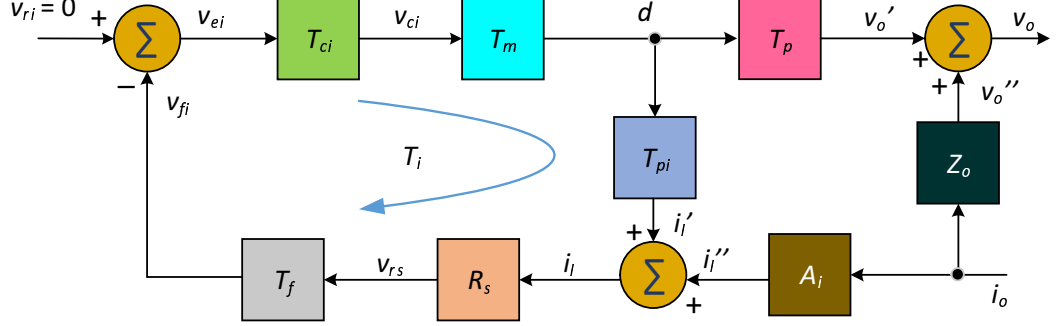 v_ri = 0
+
Σ
v_ei
T_ci
v_ci
T_m
d
T_p
v_o'
+
Σ
v_o
−
v_fi
T_i
T_pi
+
v_o''
Z_o
+
i_l'
T_f
v_rs
R_s
i_l
Σ
i_l''
+
A_i
i_o